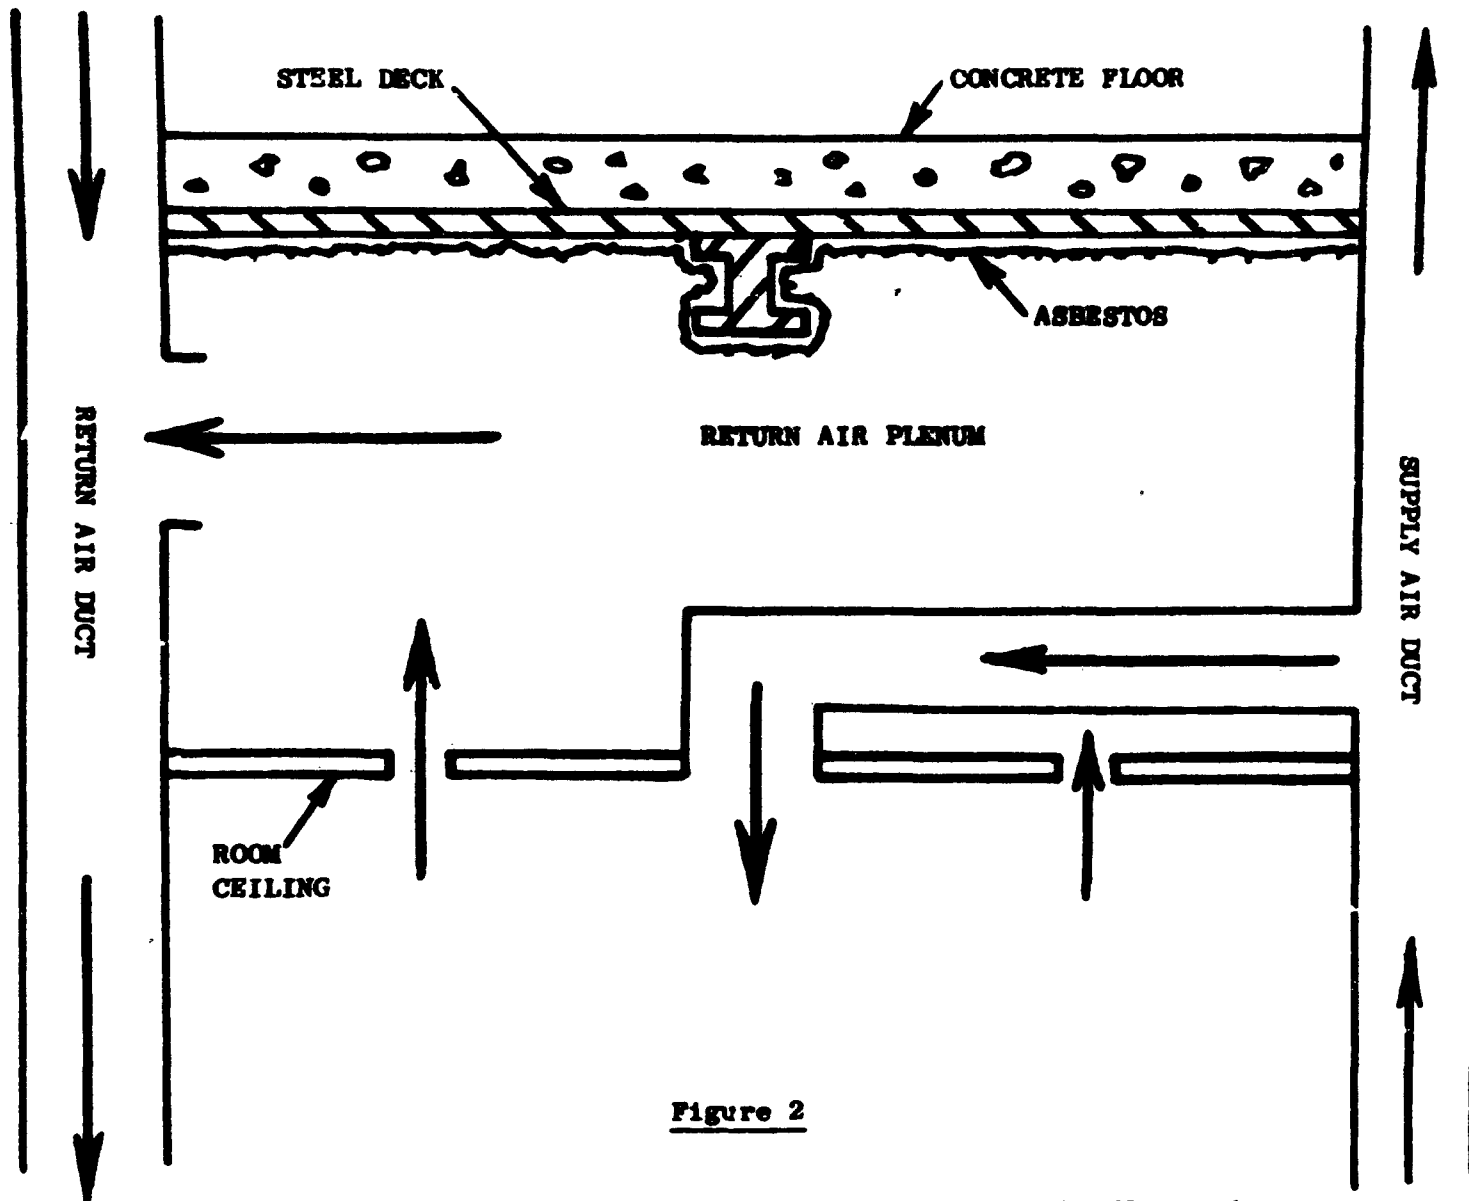 STEEL DECK
CONCRETE FLOOR
ASBESTOS
RETURN AIR DUCT
RETURN AIR PLENUM
SUPPLY AIR DUCT
ROOM
CEILING
Figure 2